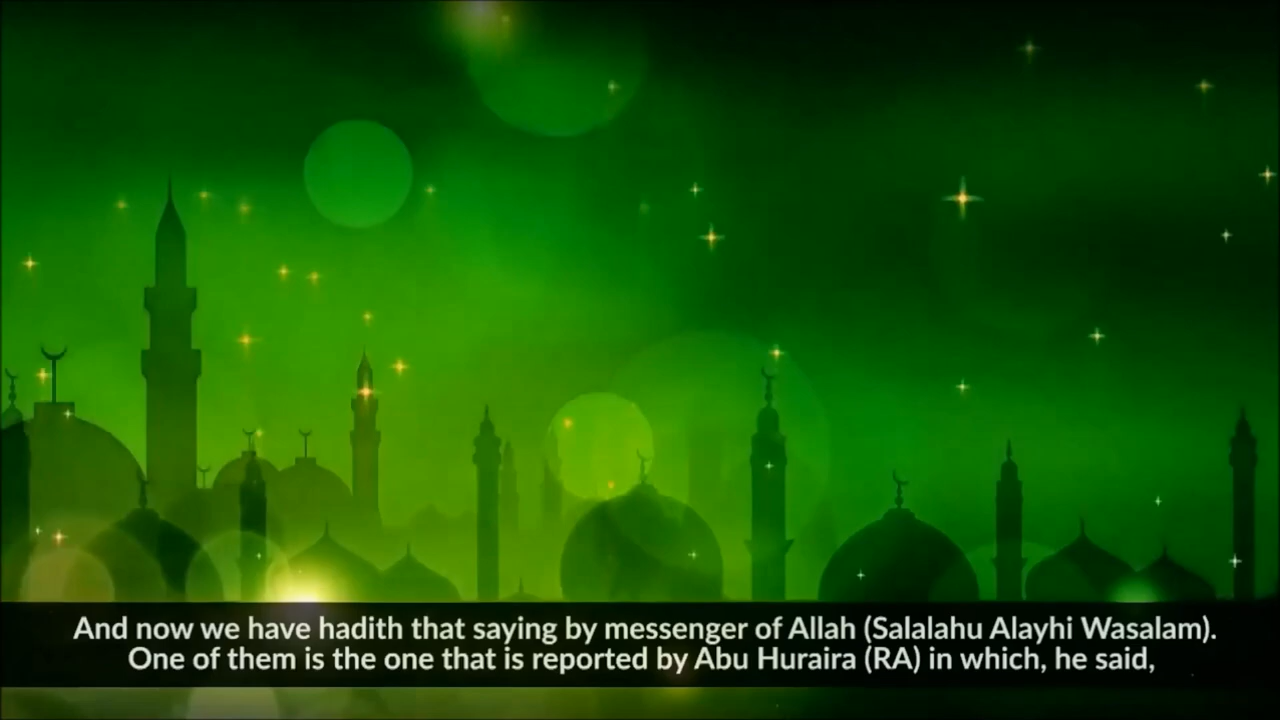 And now we have hadith that saying by messenger of Allah (Salalahu Alayhi Wasalam).
One of them is the one that is reported by Abu Huraira (RA) in which, he said,